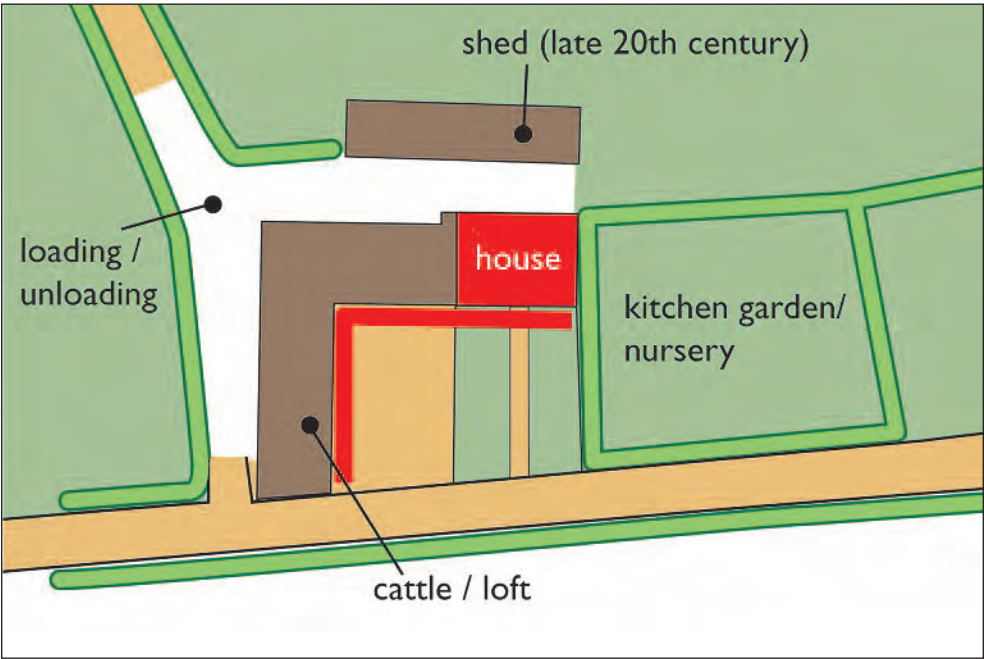 shed (late 20th century)
loading /
unloading
house
kitchen garden/
nursery
cattle / loft